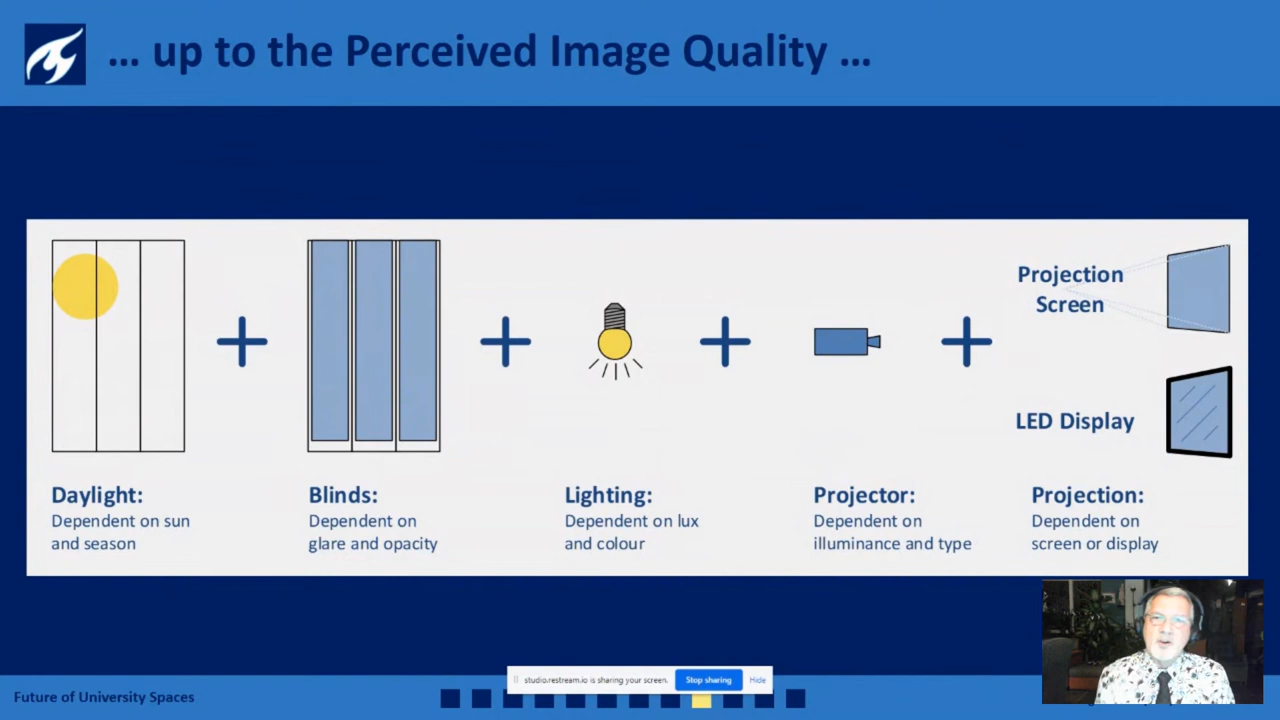 ... up to the Perceived Image Quality ...
Projection
Screen
LED Display
Daylight:
Dependent on sun
and season
Blinds:
Dependent on
glare and opacity
Lighting:
Dependent on lux
and colour
Projector:
Dependent on
illuminance and type
Projection:
Dependent on
screen or display
studio.restream.io is sharing your screen.
Stop sharing
Hide
Future of University Spaces